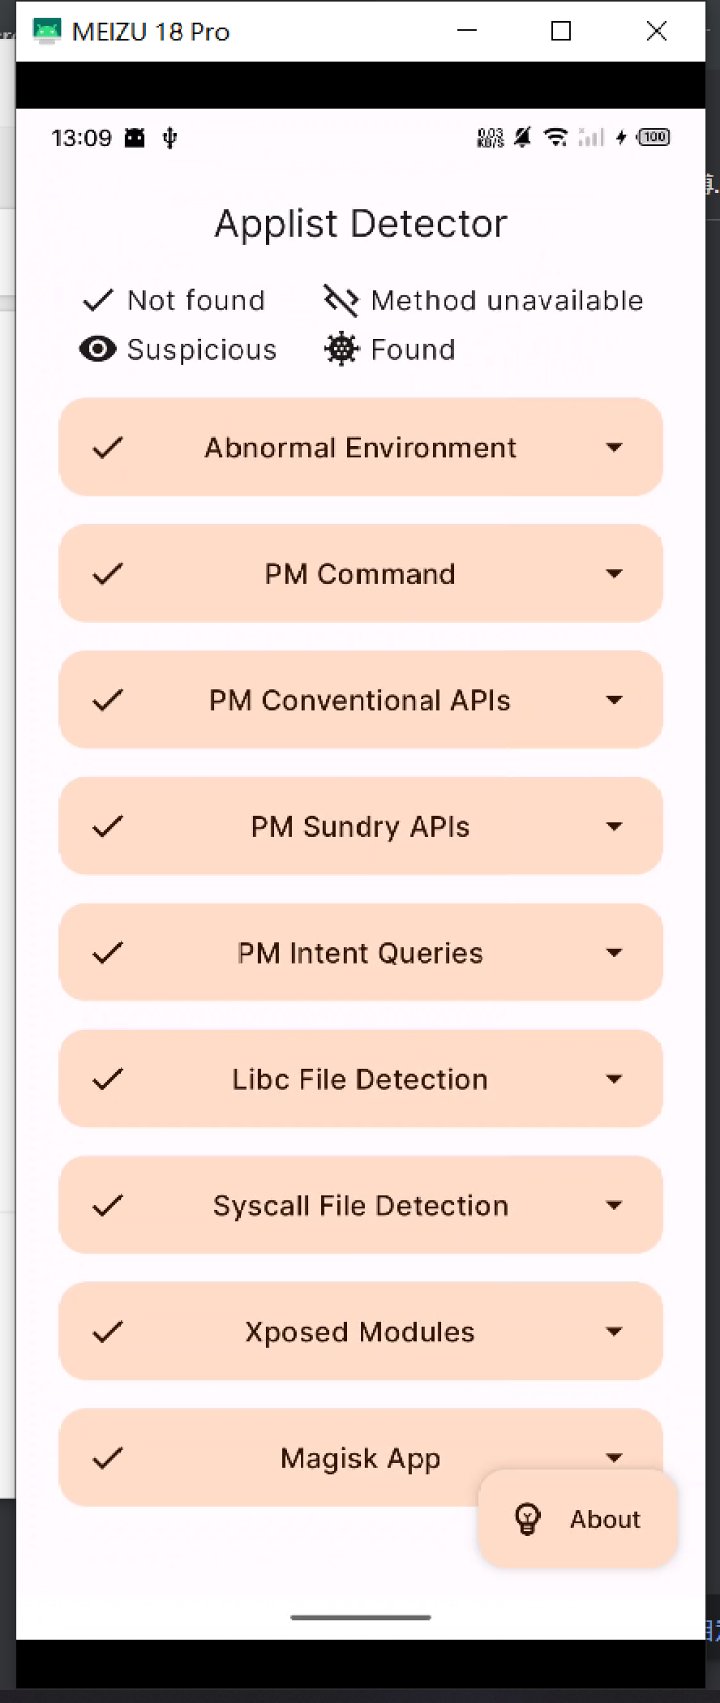 MEIZU 18 Pro
13:09
0.03
KB/S
100
Applist Detector
Not found
Method unavailable
Suspicious
Found
Abnormal Environment
PM Command
PM Conventional APIs
PM Sundry APIs
PM Intent Queries
Libc File Detection
Syscall File Detection
Xposed Modules
Magisk App
About